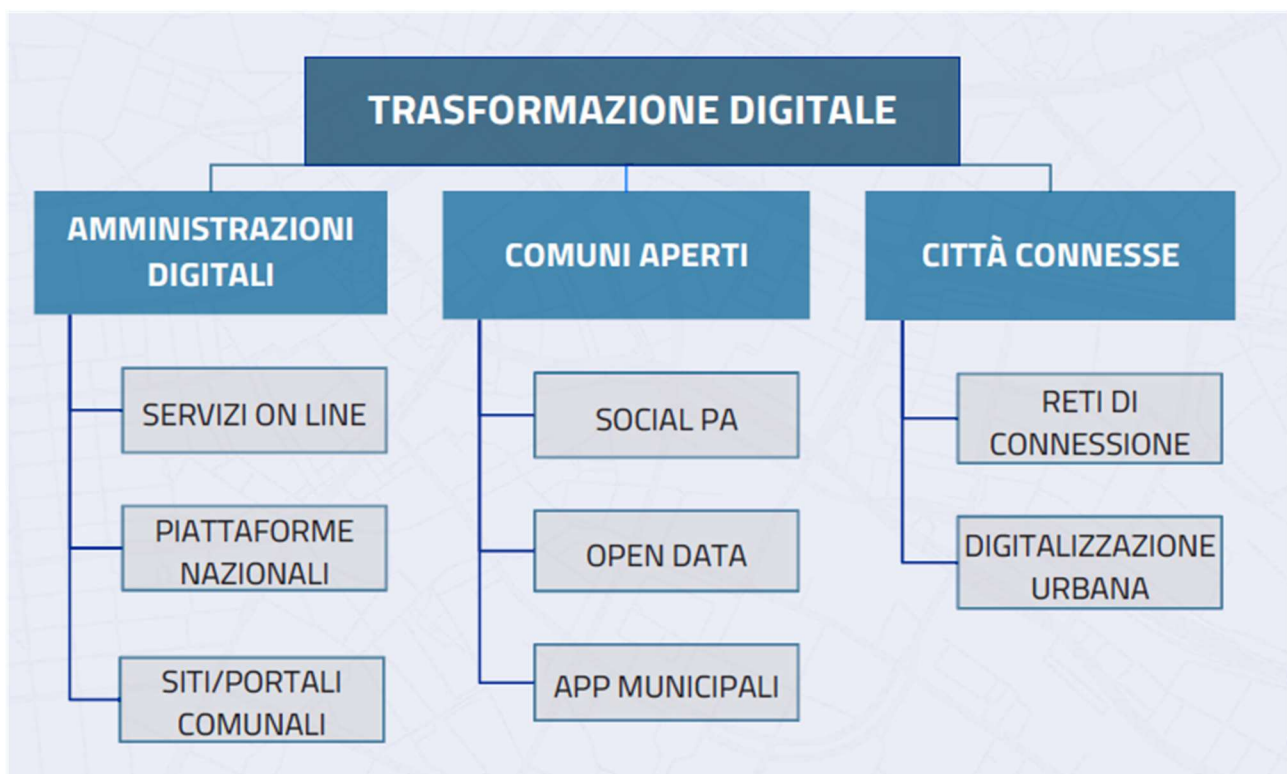 TRASFORMAZIONE DIGITALE
AMMINISTRAZIONI
DIGITALI
SERVIZI ON LINE
PIATTAFORME
NAZIONALI
SITI/PORTALI
COMUNALI
COMUNI APERTI
SOCIAL PA
OPEN DATA
APP MUNICIPALI
CITTÀ CONNESSE
RETI DI
CONNESSIONE
DIGITALIZZAZIONE
URBANA